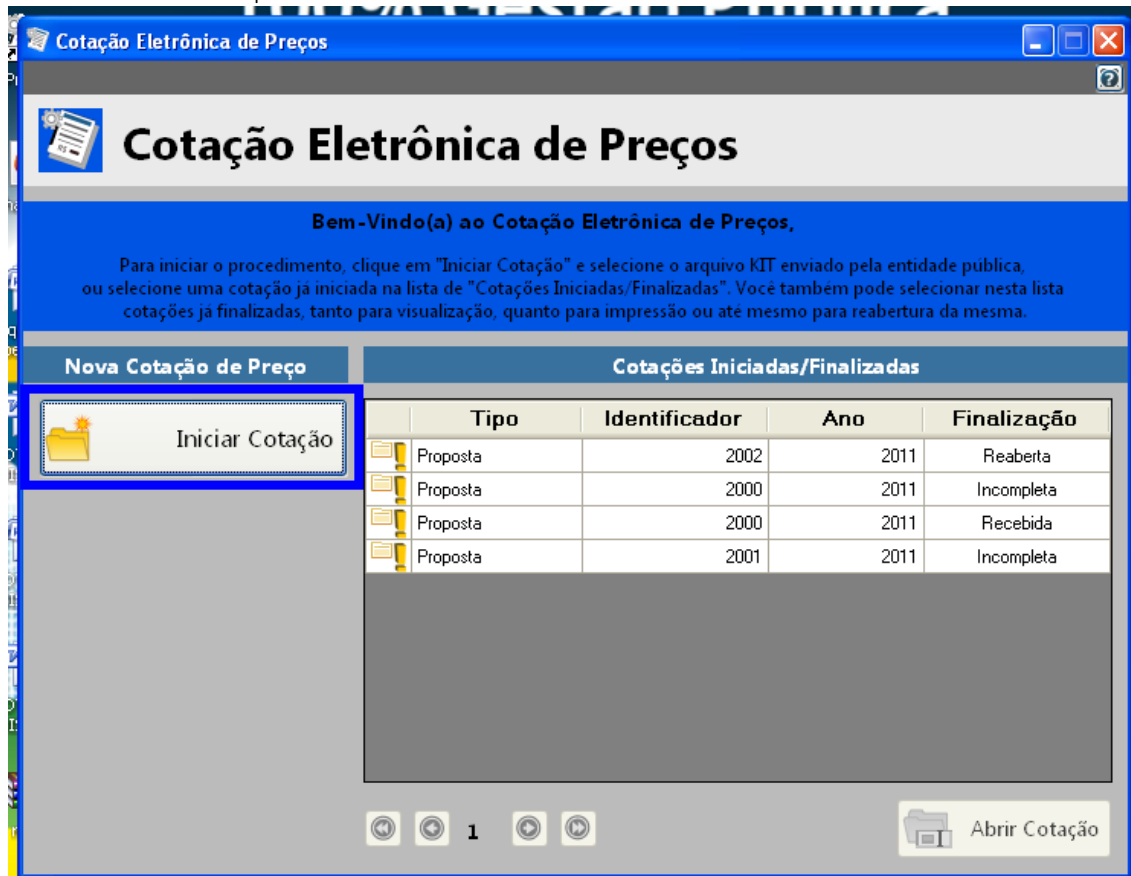 100% Gestão Pública
Cotação Eletrônica de Preços
Cotação Eletrônica de Preços
Bem-Vindo(a) ao Cotação Eletrônica de Preços,
Para iniciar o procedimento, clique em "Iniciar Cotação" e selecione o arquivo KIT enviado pela entidade pública,
ou selecione uma cotação já iniciada na lista de "Cotações Iniciadas/Finalizadas". Você também pode selecionar nesta lista
cotações já finalizadas, tanto para visualização, quanto para impressão ou até mesmo para reabertura da mesma.
Nova Cotação de Preço
Cotações Iniciadas/Finalizadas
Iniciar Cotação
Tipo Identificador Ano Finalização
Proposta 2002 2011 Reaberta
Proposta 2000 2011 Incompleta
Proposta 2000 2011 Recebida
Proposta 2001 2011 Incompleta
1
Abrir Cotação